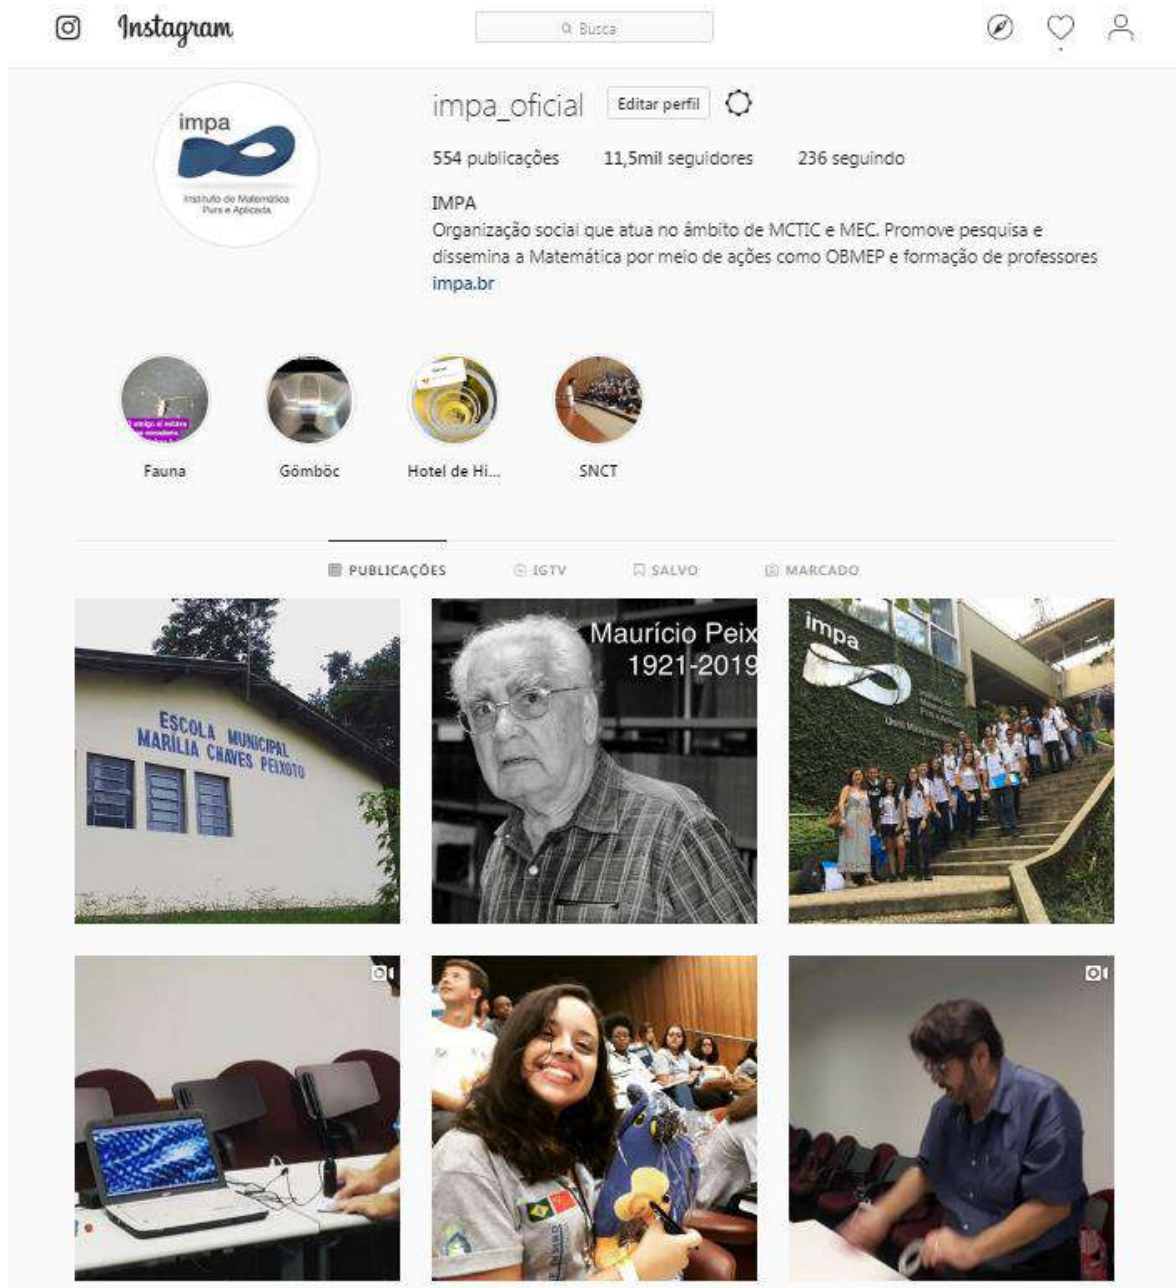 Instagram
Busca
impa
Instituto de Matemática
Pura e Aplicada
impa_oficial Editar perfil
554 publicações 11,5mil seguidores 236 seguindo
IMPA
Organização social que atua no âmbito de MCTIC e MEC. Promove pesquisa e
dissemina a Matemática por meio de ações como OBMEP e formação de professores
impa.br
Fauna Gömböc Hotel de Hi... SNCT
PUBLICAÇÕES IGTV SALVO MARCADO
ESCOLA MUNICIPAL
MARÍLIA CHAVES PEIXOTO
Maurício Peix
1921-2019
impa